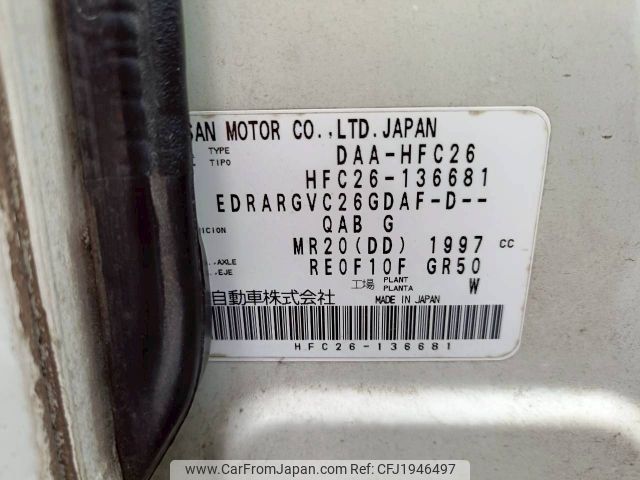 SAN MOTOR CO.,LTD.JAPAN
TYPE
TIPO
DAA-HFC26
HFC26-136681
EDRARGVC26GDAF-D--
ICION
QAB G
MR20(DD) 1997 CC
.AXLE
./EJE
RE0F10F GR50
工場 PLANT
PLANTA
W
自動車株式会社
MADE IN JAPAN
HFC26-136681
www.CarFromJapan.com | Photo ID: CFJ1946497